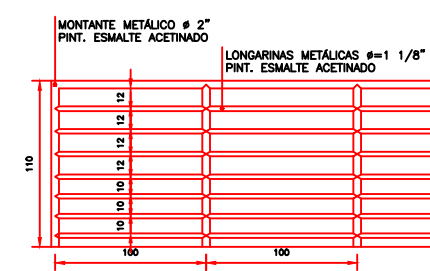 MONTANTE METÁLICO ø 2"
PINT. ESMALTE ACETINADO
LONGARINAS METÁLICAS ø=1 1/8"
PINT. ESMALTE ACETINADO
12
12
12
12
10
10
10
110
100
100